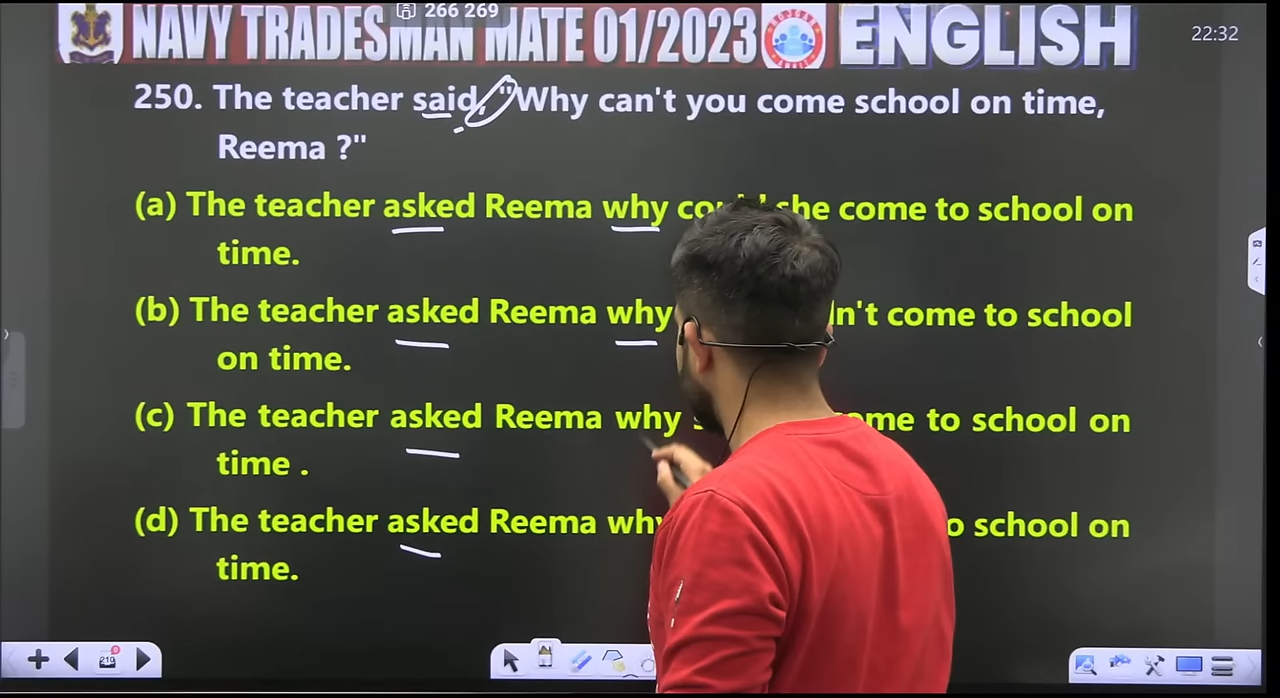 266 269
NAVY TRADESMAN MATE 01/2023 ENGLISH
22:32
250. The teacher said, "Why can't you come school on time,
Reema ?"
(a) The teacher asked Reema why she come to school on
time.
(b) The teacher asked Reema why come to school
on time.
(c) The teacher asked Reema why to school on
time .
(d) The teacher asked Reema school on
time.